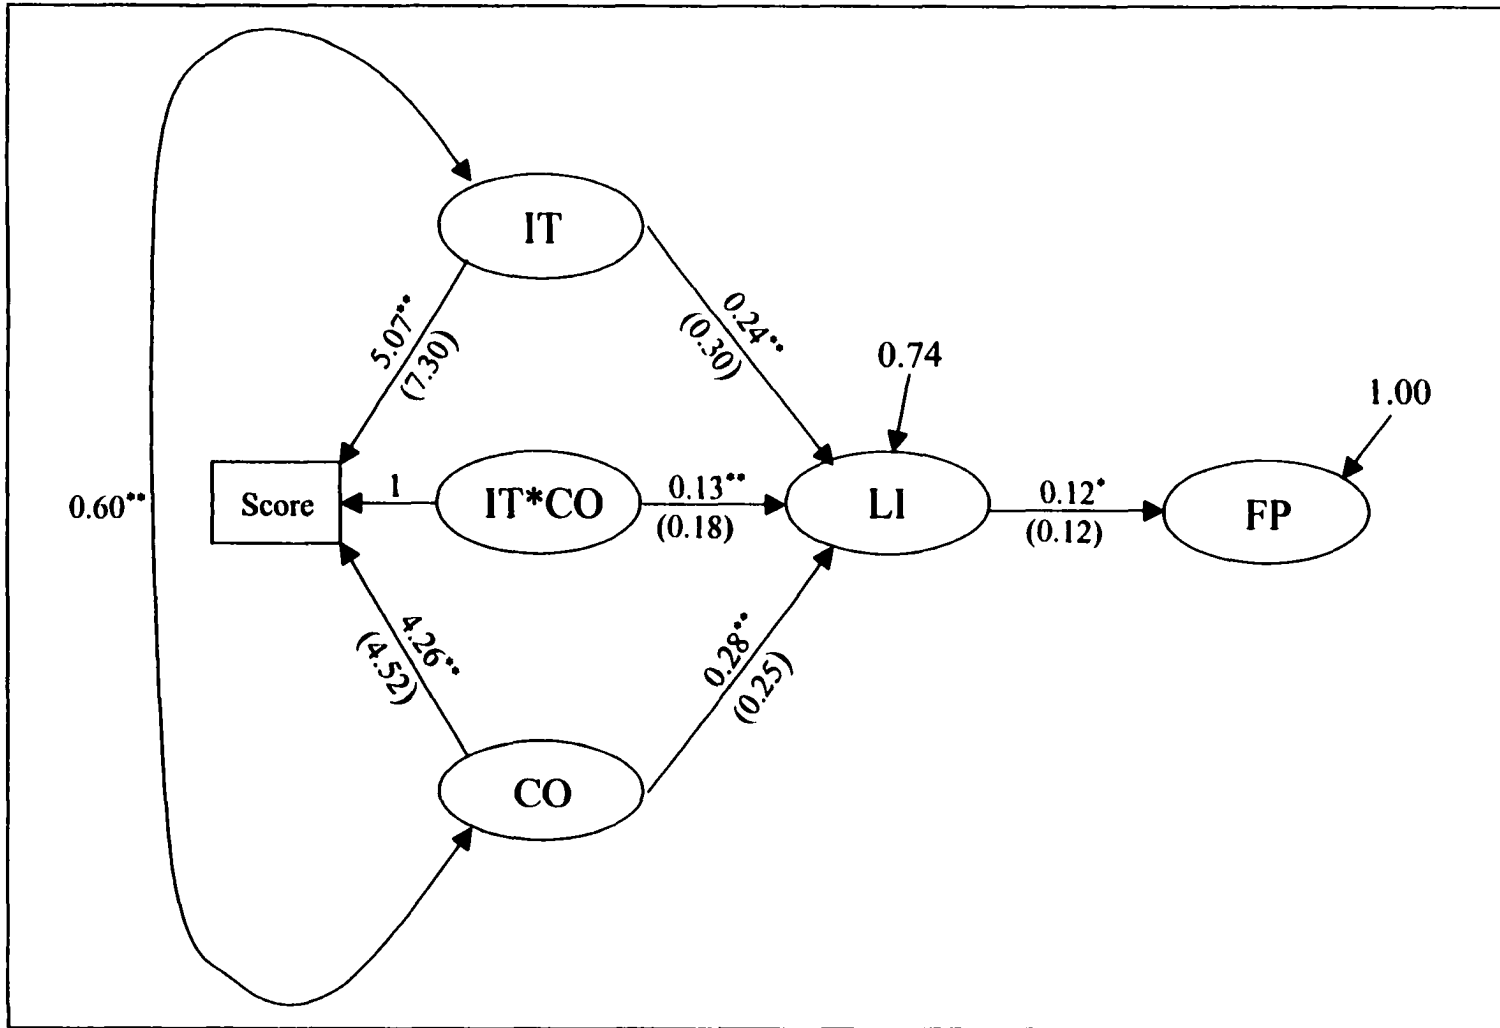 IT
5.07**
(7.30)
0.24**
(0.30)
0.74
1.00
0.60**
Score
1
IT*CO
0.13**
(0.18)
LI
0.12*
(0.12)
FP
4.26**
(4.52)
0.28**
(0.25)
CO